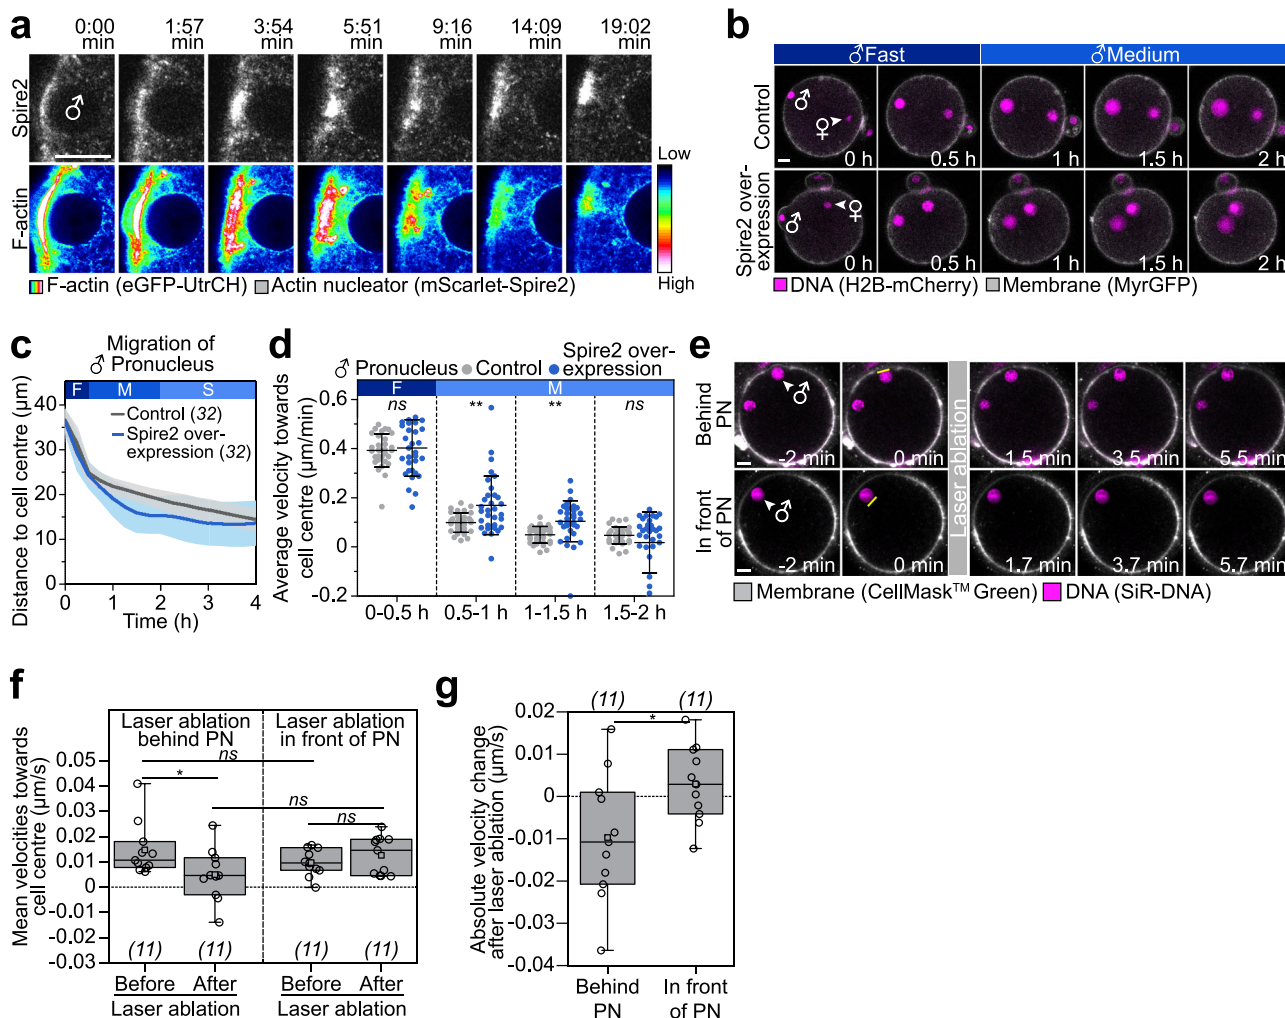 a
0:00 min
1:57 min
3:54 min
5:51 min
9:16 min
14:09 min
19:02 min
Spire2
♂
F-actin
Low
High
F-actin (eGFP-UtrCH) Actin nucleator (mScarlet-Spire2)
b
♂Fast ♂Medium
Control
♂
♀
0 h 0.5 h 1 h 1.5 h 2 h
Spire2 over-
expression
♂
♀
0 h 0.5 h 1 h 1.5 h 2 h
DNA (H2B-mCherry) Membrane (MyrGFP)
c
Migration of
♂ Pronucleus
F M S
Control (32)
Spire2 over-
expression (32)
Distance to cell centre (µm)
40
30
20
10
0
0 1 2 3 4
Time (h)
d
♂ Pronucleus Control Spire2 over-
expression
F M
ns ** ** ns
Average velocity towards
cell centre (µm/min)
0.6
0.4
0.2
0
-0.2
0-0.5h 0.5-1 h 1-1.5h 1.5-2 h
e
Behind
PN
♂
-2 min 0 min 1.5 min 3.5 min 5.5 min
Laser ablation
In front
of PN
♂
-2 min 0 min 1.7 min 3.7 min 5.7 min
Membrane (CellMask™ Green) DNA (SiR-DNA)
f
Laser ablation
behind PN
Laser ablation
in front of PN
ns
*
ns
ns
Mean velocities towards
cell centre (µm/s)
0.05
0.04
0.03
0.02
0.01
0
-0.01
-0.02
-0.03
(11) (11) (11) (11)
Before After Before After
Laser ablation Laser ablation
g
(11) (11)
*
Absolute velocity change
after laser ablation (µm/s)
0.02
0.01
0
-0.01
-0.02
-0.03
-0.04
Behind
PN
In front
of PN